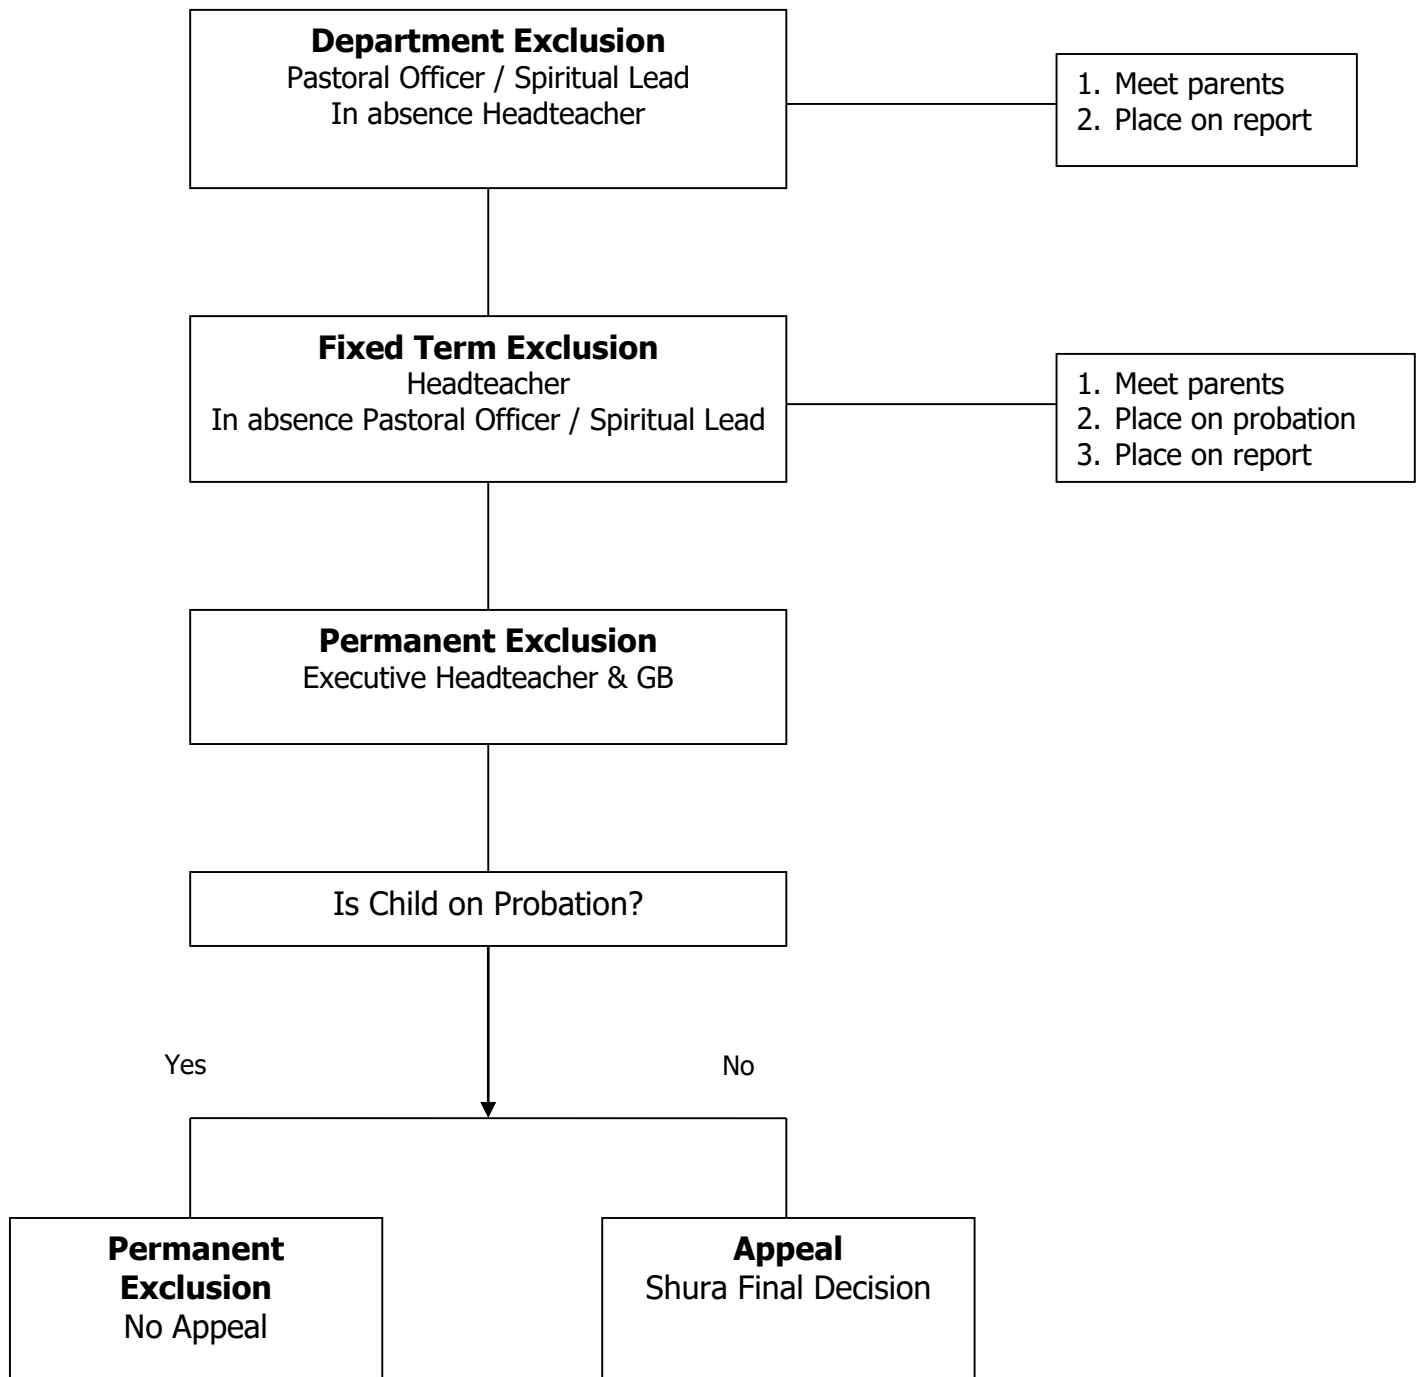 Department Exclusion
Pastoral Officer / Spiritual Lead
In absence Headteacher
1. Meet parents
2. Place on report
Fixed Term Exclusion
Headteacher
In absence Pastoral Officer / Spiritual Lead
1. Meet parents
2. Place on probation
3. Place on report
Permanent Exclusion
Executive Headteacher & GB
Is Child on Probation?
Yes
No
Permanent
Exclusion
No Appeal
Appeal
Shura Final Decision